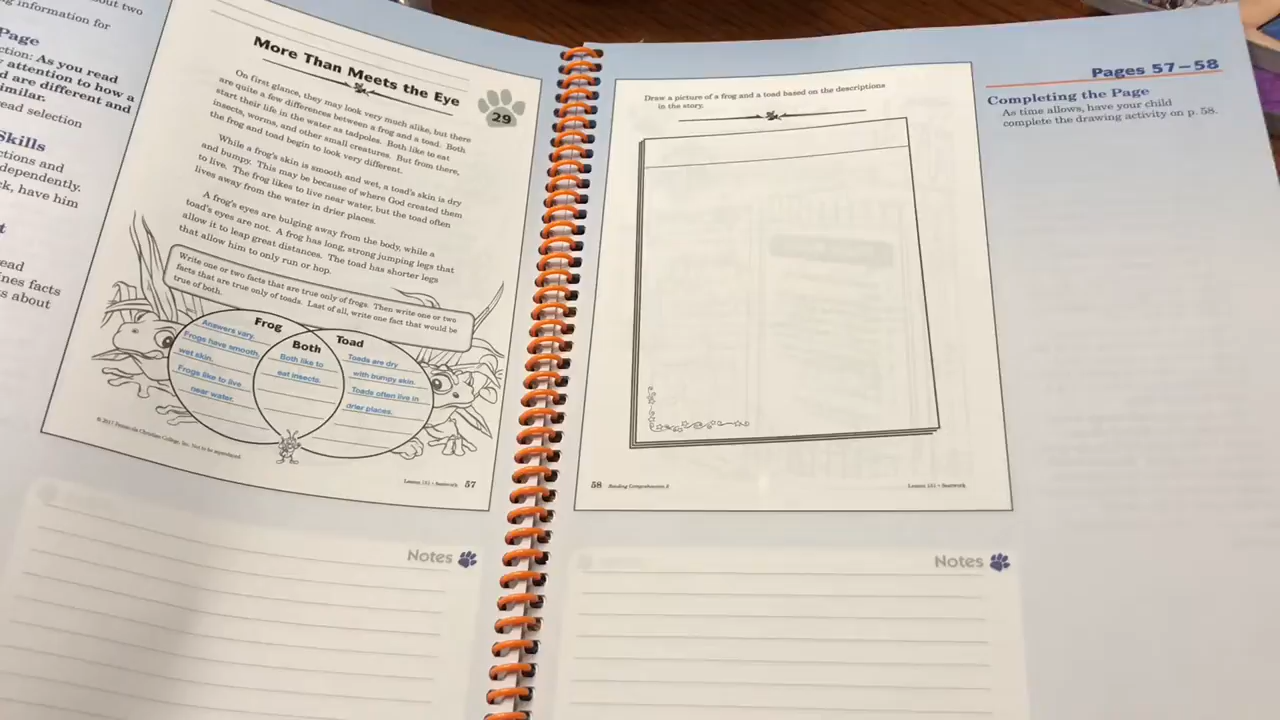 out two
g information for
Page
ction: As you read
attention to how a
d are different and
similar.
read selection
Skills
ctions and
dependently.
ck, have him
t
ead
ines facts
s about
More Than Meets the Eye
29
On first glance, they may look very much alike, but there
are quite a few differences between a frog and a toad. Both
start their life in the water as tadpoles. Both like to eat
insects, worms, and other small creatures. But from there,
the frog and toad begin to look very different.
While a frog's skin is smooth and wet, a toad's skin is dry
and bumpy. This may be because of where God created them
to live. The frog likes to live near water, but the toad often
lives away from the water in drier places.
A frog's eyes are bulging away from the body, while a
toad's eyes are not. A frog has long, strong jumping legs that
allow it to leap great distances. The toad has shorter legs
that allow him to only run or hop.
Write one or two facts that are true only of frogs. Then write one or two
facts that are true only of toads. Last of all, write one fact that would be
true of both.
Frog
Answers vary.
Frogs have smooth,
wet skin.
Frogs like to live
near water.
Both
Both like to
eat insects.
Toad
Toads are dry
with bumpy skin.
Toads often live in
drier places.
© 2017 Pensacola Christian College, Inc. Not to be reproduced.
Lesson 151 • Seatwork 57
Notes
Draw a picture of a frog and a toad based on the descriptions
in the story.
58 Reading Comprehension 2
Lesson 151 • Seatwork
Notes
Pages 57–58
Completing the Page
As time allows, have your child
complete the drawing activity on p. 58.